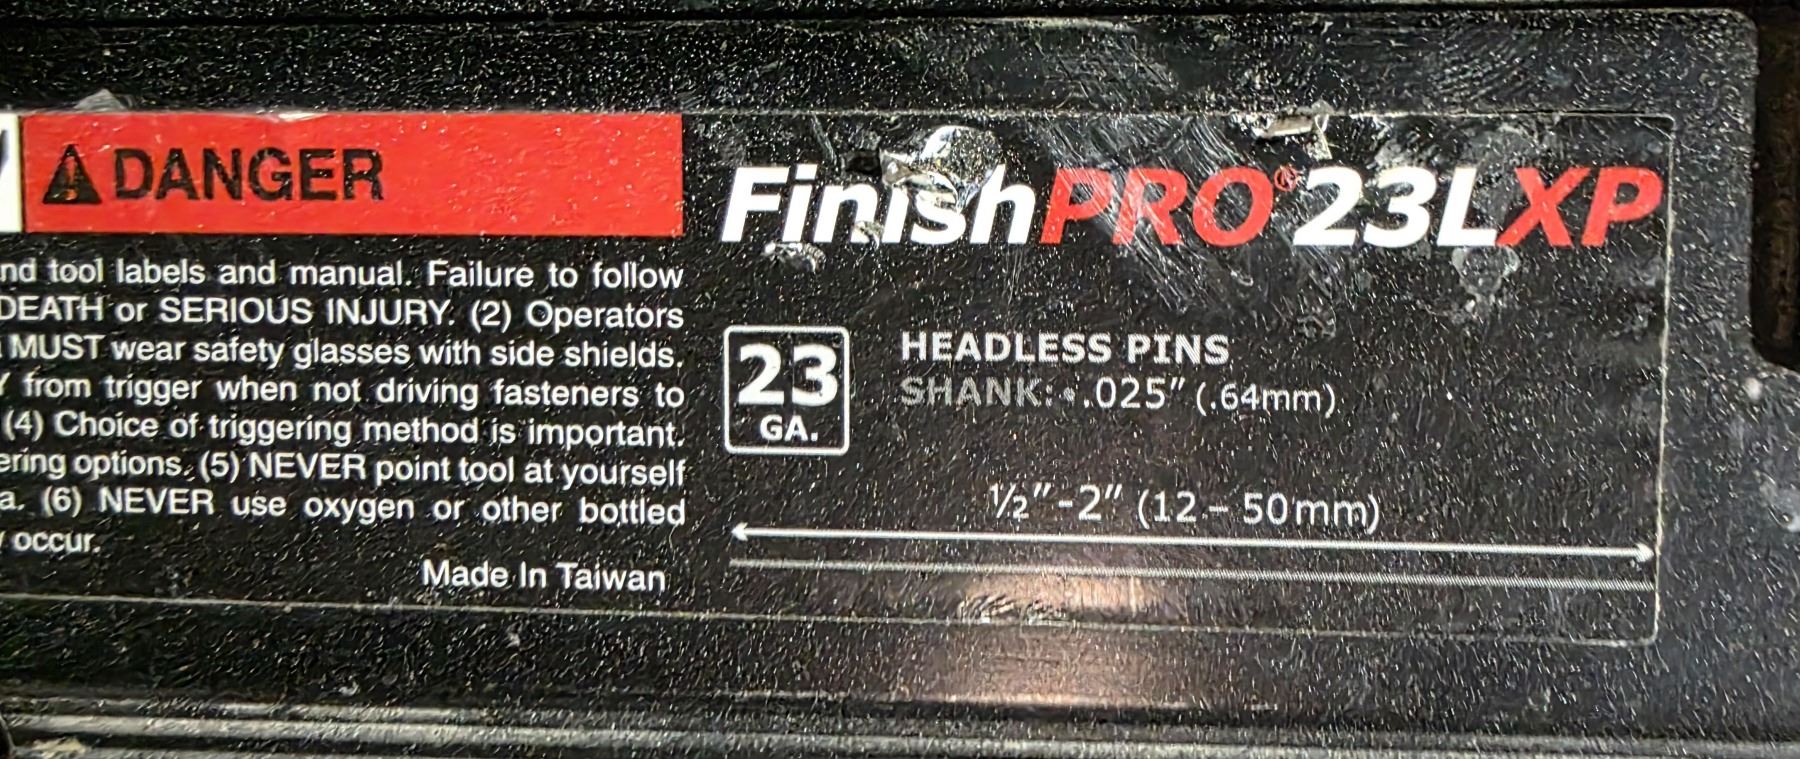 DANGER
nd tool labels and manual. Failure to follow
DEATH or SERIOUS INJURY. (2) Operators
MUST wear safety glasses with side shields.
from trigger when not driving fasteners to
(4) Choice of triggering method is important.
ering options. (5) NEVER point tool at yourself
a. (6) NEVER use oxygen or other bottled
occur.
Made In Taiwan
FinishPRO®23LXP
23
GA.
HEADLESS PINS
SHANK: .025" (.64mm)
½"-2" (12 – 50mm)